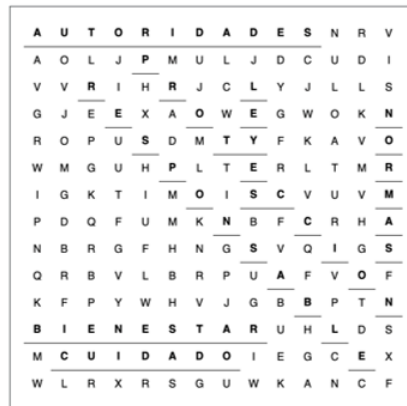 A U T O R I D A D E S N R V
A O L J P M U L J D C U D I
V V R I H R J C L Y J L L S
G J E E X A O W E G W O K N
R O P U S D M T Y F K A V O
W M G U H P L T E R L T M R
I G K T I M O I S C V U V M
P D Q F U M K N B F C R H A
N B R G F H N G S V Q I G S
Q R B V L B R P U A F V O F
K F P Y W H V J G B B P T N
B I E N E S T A R U H L D S
M C U I D A D O I E G C E X
W L R X R S G U W K A N C F